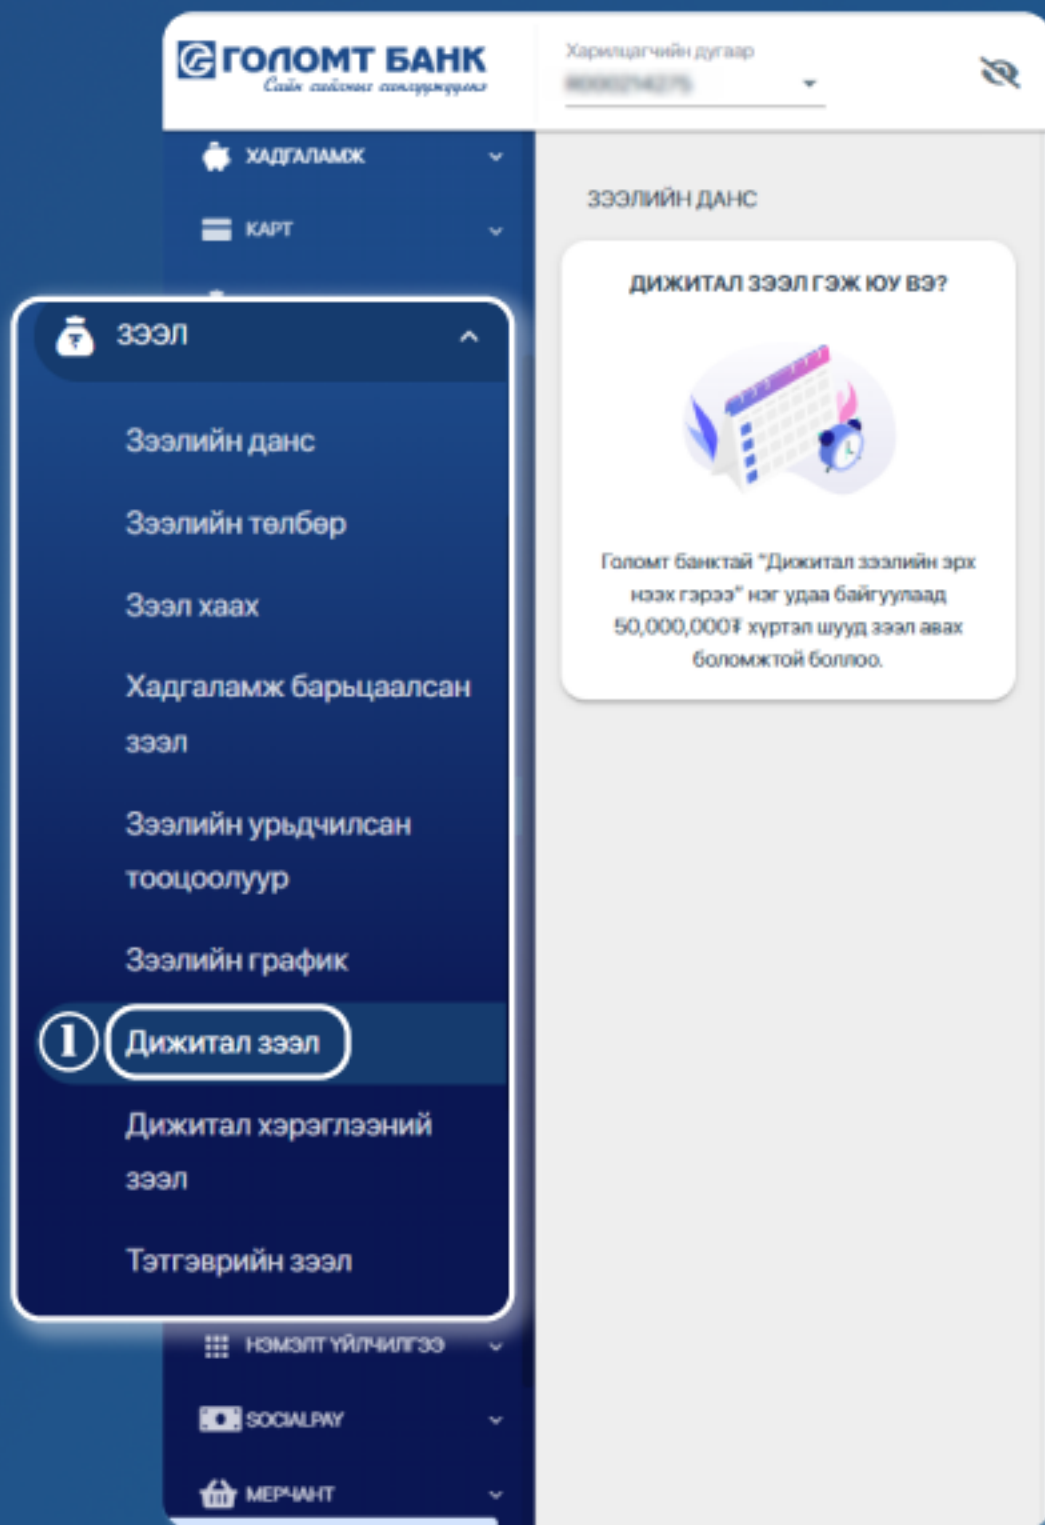 ГОЛОМТ БАНК
Сайн сайхныг санхүүжүүлнэ
Харилцагчийн дугаар
ХАДГАЛАМЖ
КАРТ
ЗЭЭЛ
Зээлийн данс
Зээлийн төлбөр
Зээл хаах
Хадгаламж барьцаалсан
зээл
Зээлийн урьдчилсан
тооцоолуур
Зээлийн график
1 Дижитал зээл
Дижитал хэрэглээний
зээл
Тэтгэврийн зээл
НЭМЭЛТ ҮЙЛЧИЛГЭЭ
SOCIALPAY
МЕРЧАНТ
ЗЭЭЛИЙН ДАНС
ДИЖИТАЛ ЗЭЭЛ ГЭЖ ЮУ ВЭ?
Голомт банктай "Дижитал зээлийн эрх
нээх гэрээ" нэг удаа байгуулаад
50,000,000₮ хүртэл шууд зээл авах
боломжтой боллоо.